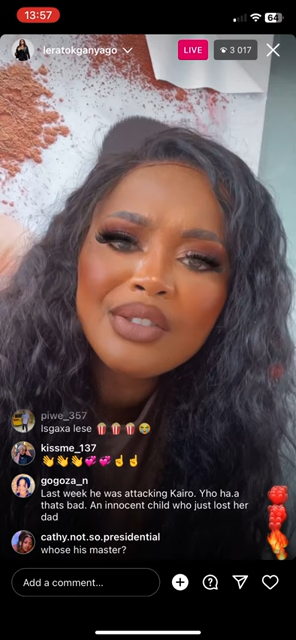 13:57
64
leratokganyago
LIVE
3 017
piwe_357
Isgaxa lese 🍿🍿🍿😭
kissme_137
👏👏👏💞💞☝️☝️
gogoza_n
Last week he was attacking Kairo. Yho ha.a
thats bad. An innocent child who just lost her
dad
cathy.not.so.presidential
whose his master?
Add a comment...